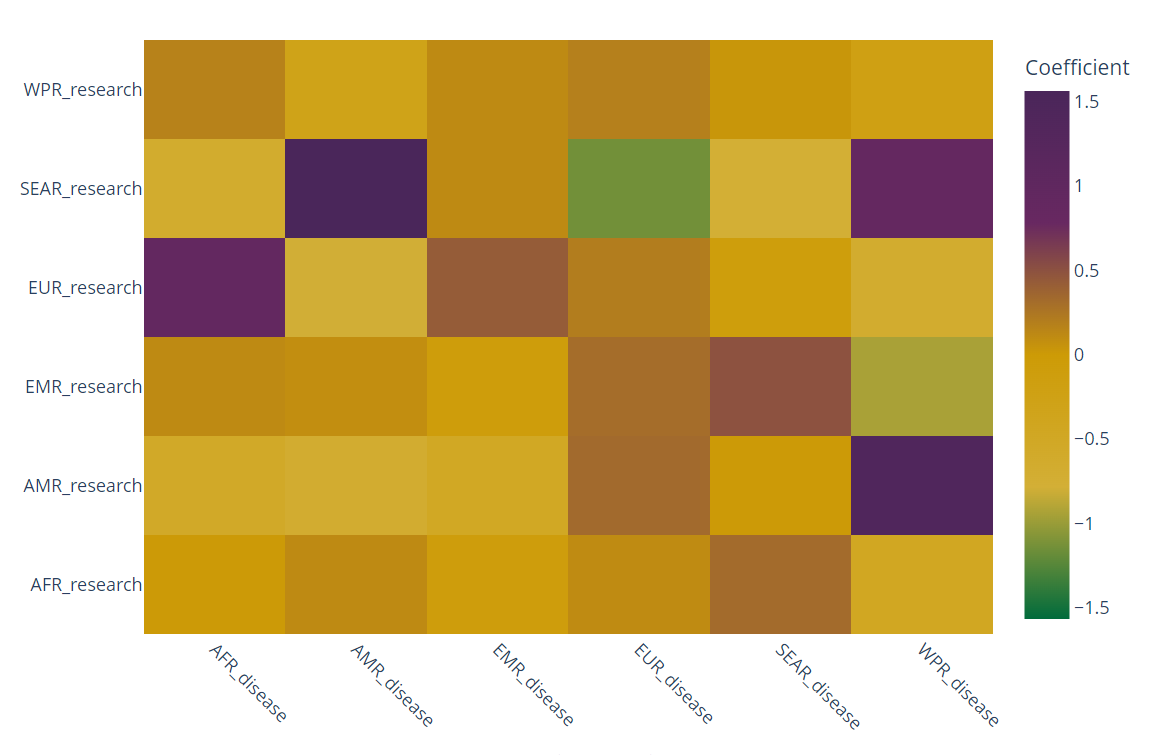 Coefficient
WPR_research
SEAR_research
EUR_research
EMR_research
AMR_research
AFR_research
AFR_disease
AMR_disease
EMR_disease
EUR_disease
SEAR_disease
WPR_disease
1.5
1
0.5
0
−0.5
−1
−1.5